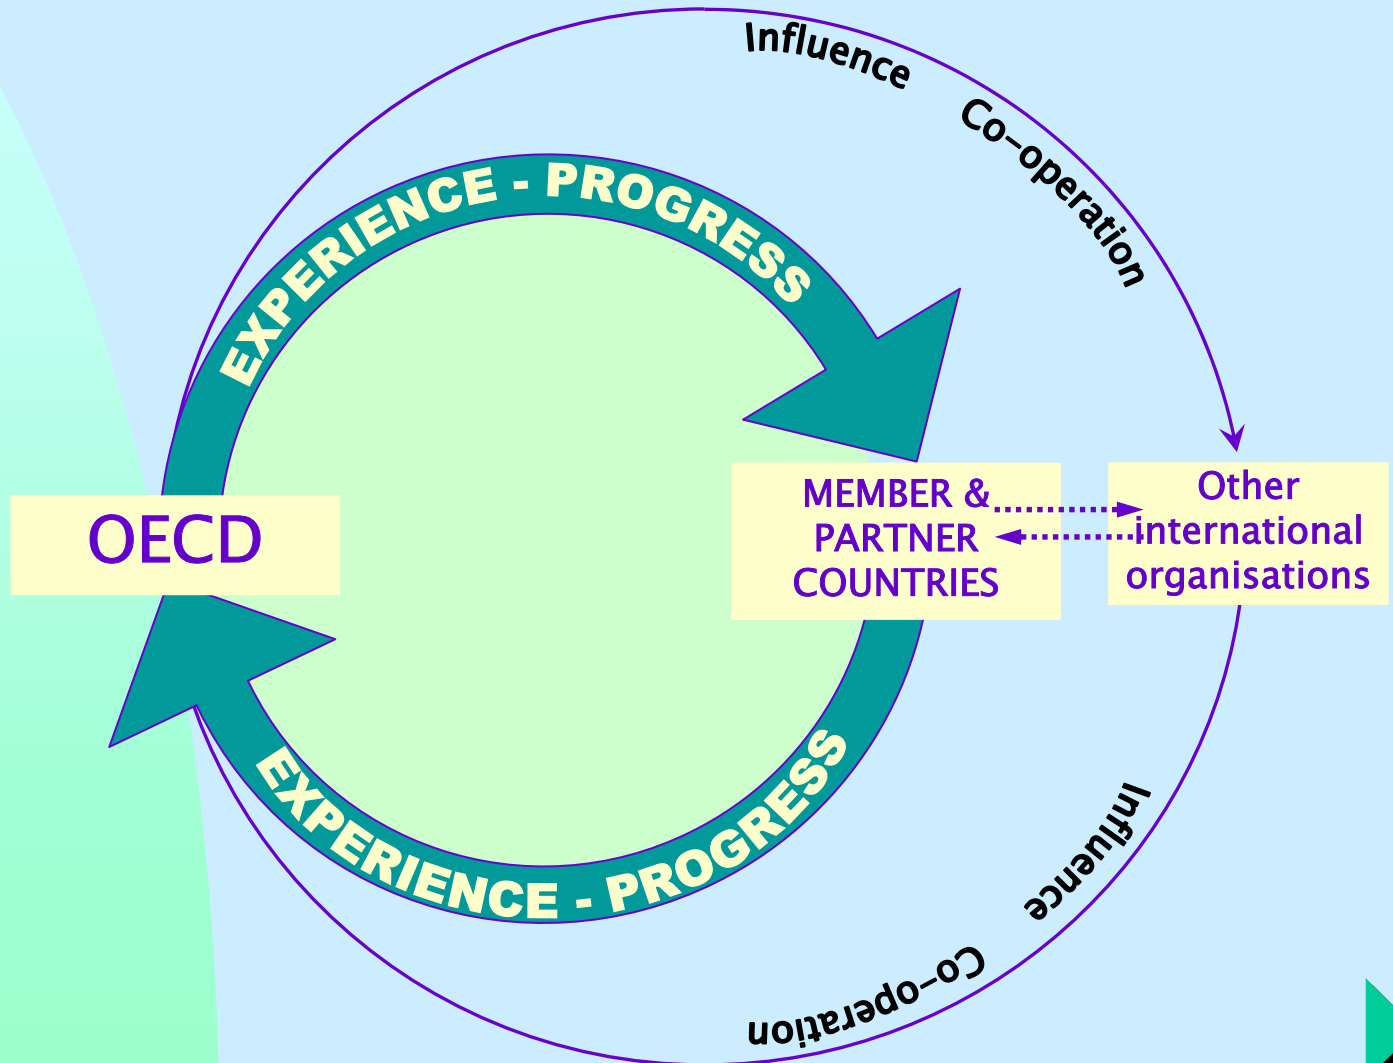 Influence
Co-operation
EXPERIENCE - PROGRESS
OECD
MEMBER &
PARTNER
COUNTRIES
Other
international
organisations
EXPERIENCE - PROGRESS
Influence
Co-operation